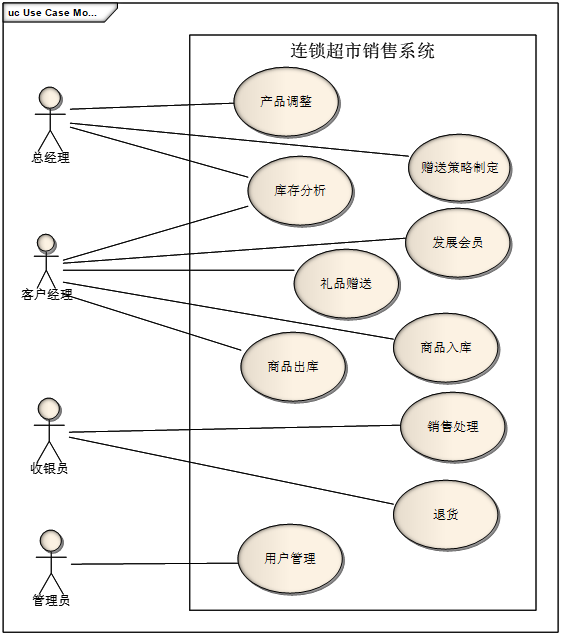 uc Use Case Mo...
连锁超市销售系统
产品调整
总经理
赠送策略制定
库存分析
发展会员
客户经理
礼品赠送
商品入库
商品出库
销售处理
收银员
退货
用户管理
管理员